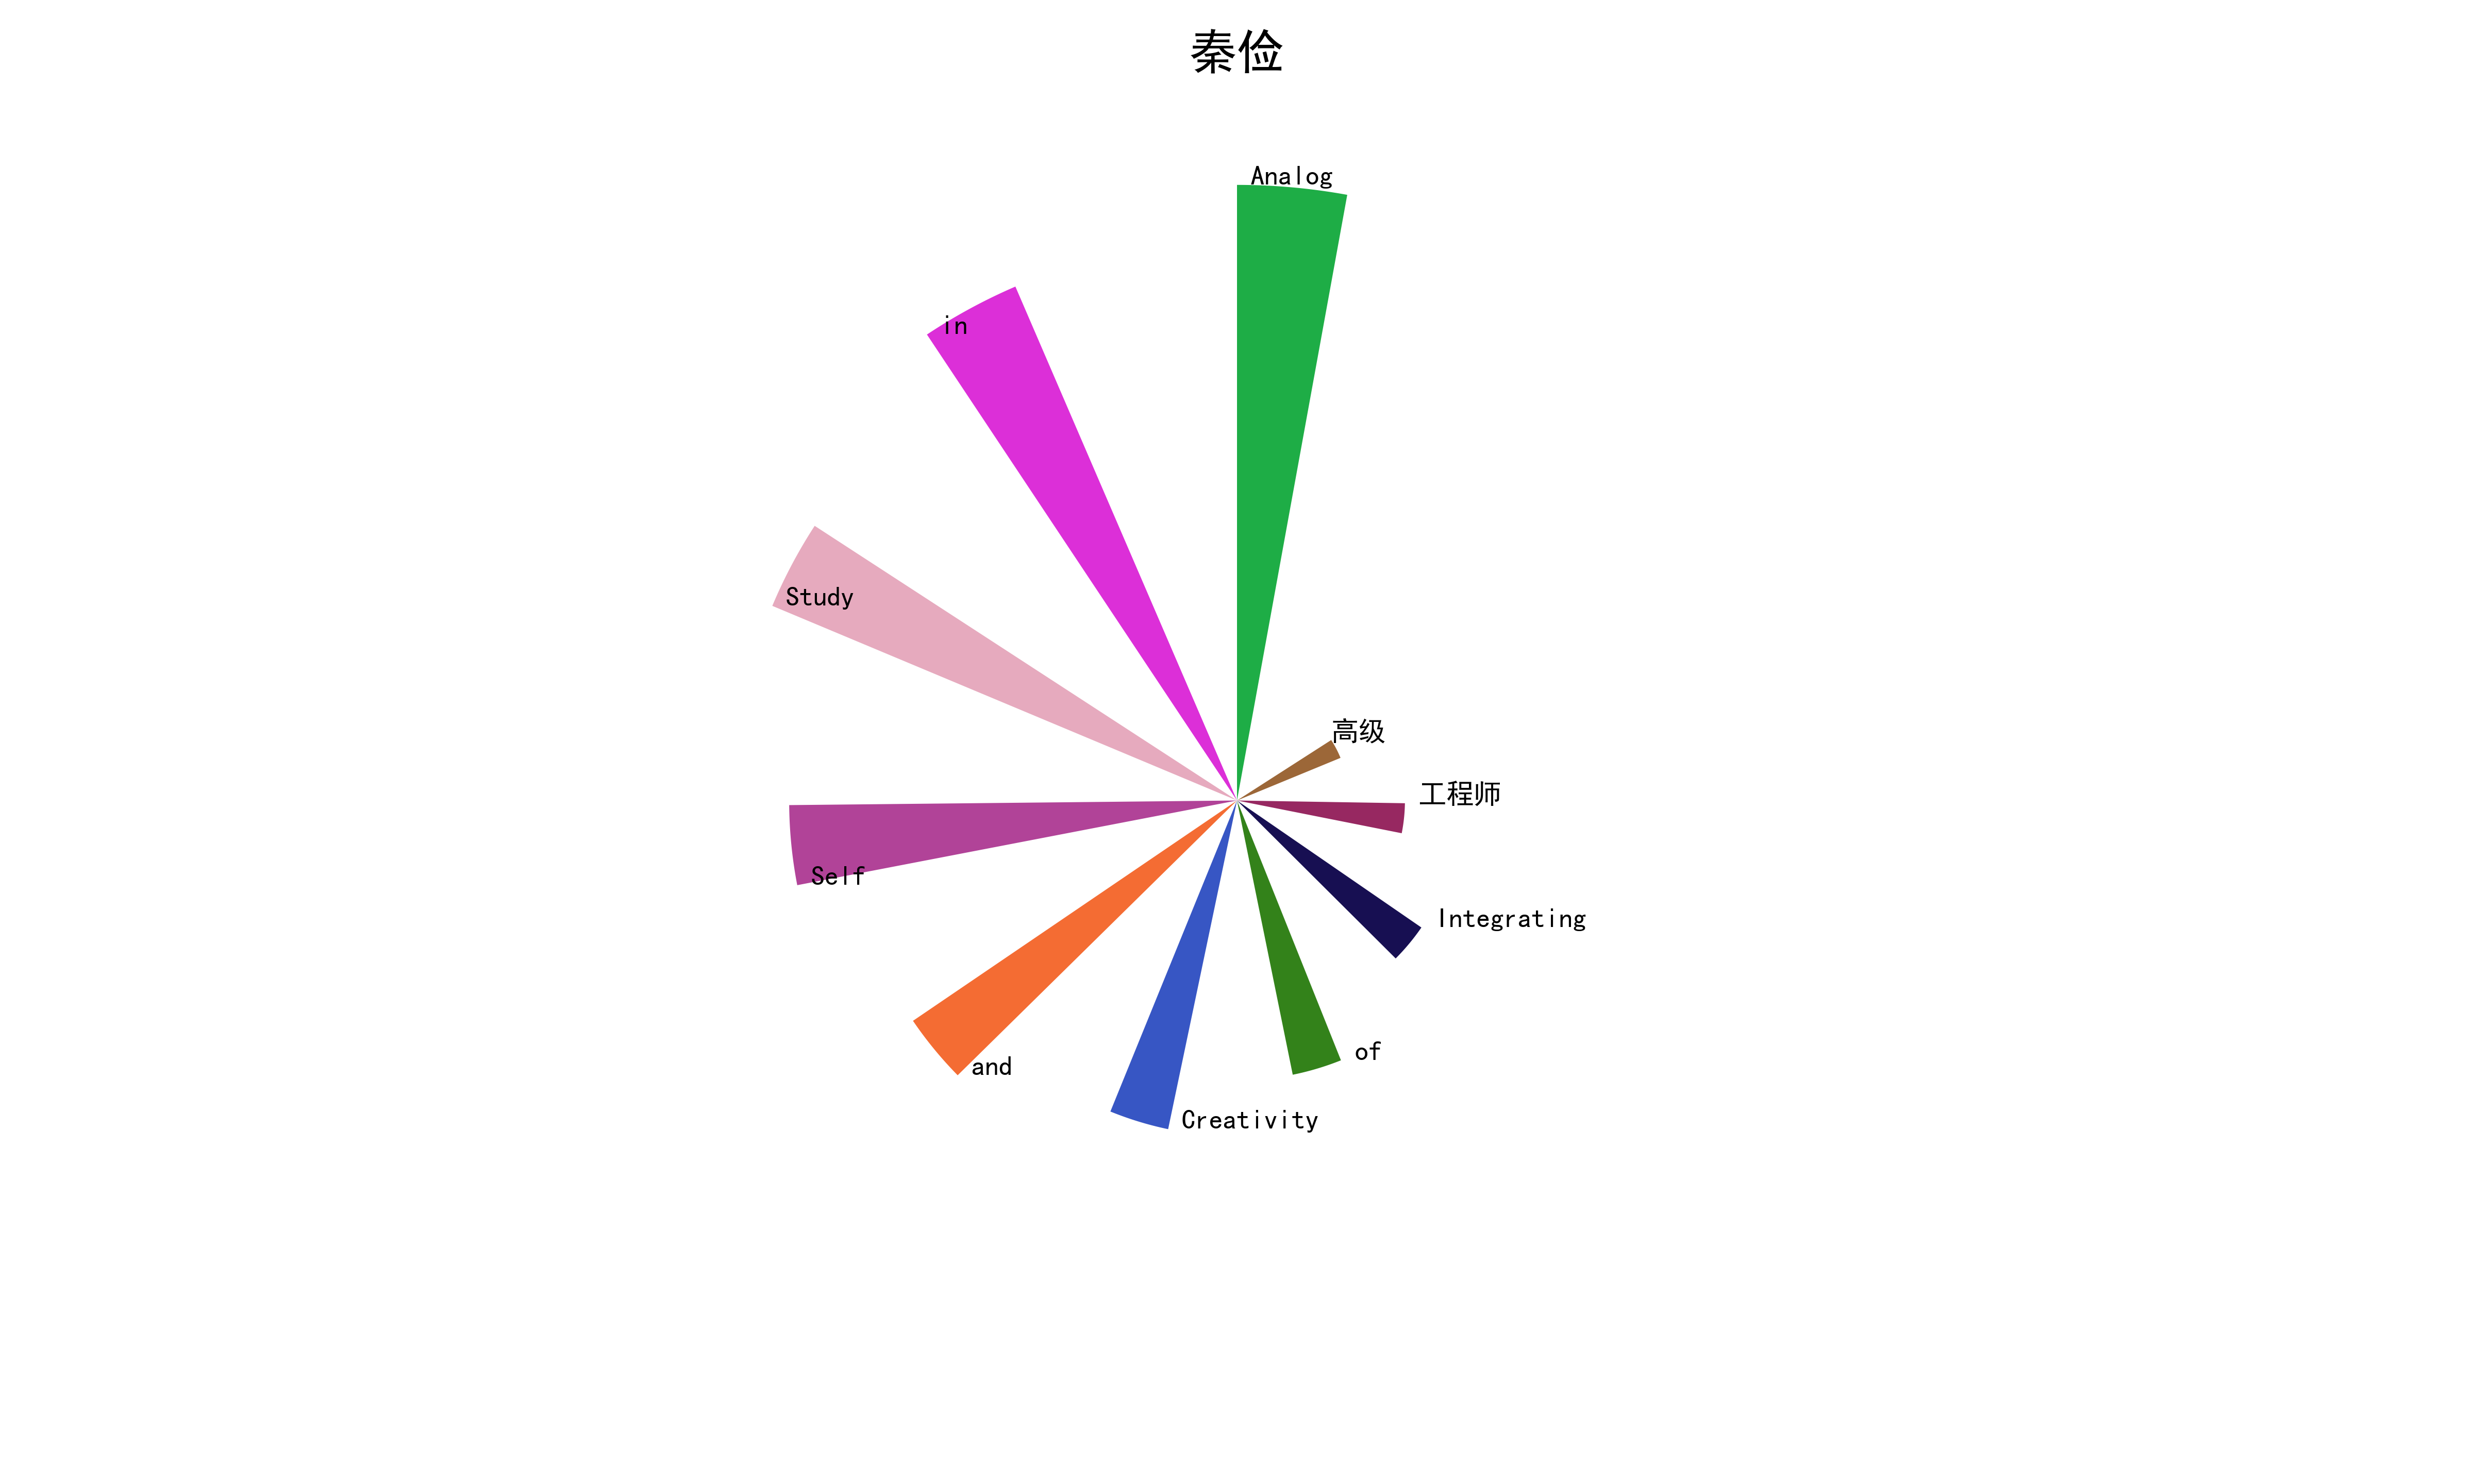 秦俭
Analog
in
Study
高级
工程师
Self
Integrating
of
and
Creativity